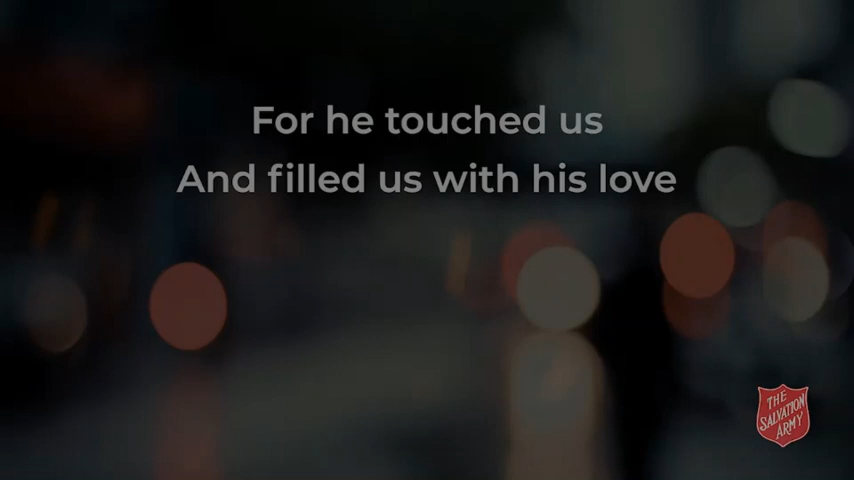 For he touched us
And filled us with his love
THE
SALVATION
ARMY